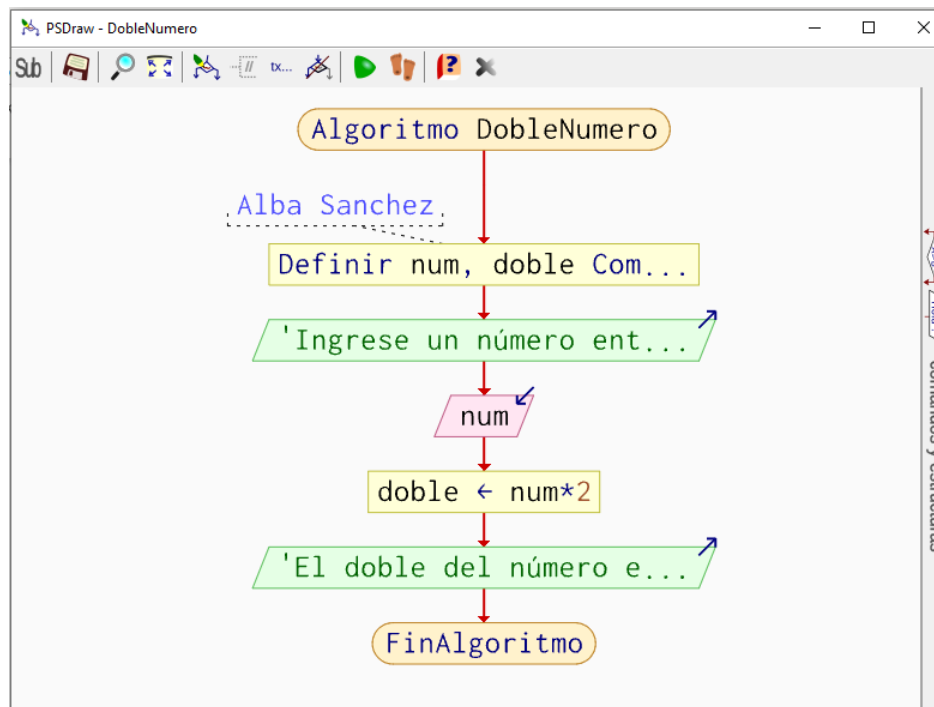 PSDraw - DobleNumero
Sub
tx...
Algoritmo DobleNumero
Alba Sanchez
Definir num, doble Com...
'Ingrese un número ent...
num
doble ← num*2
'El doble del número e...
FinAlgoritmo